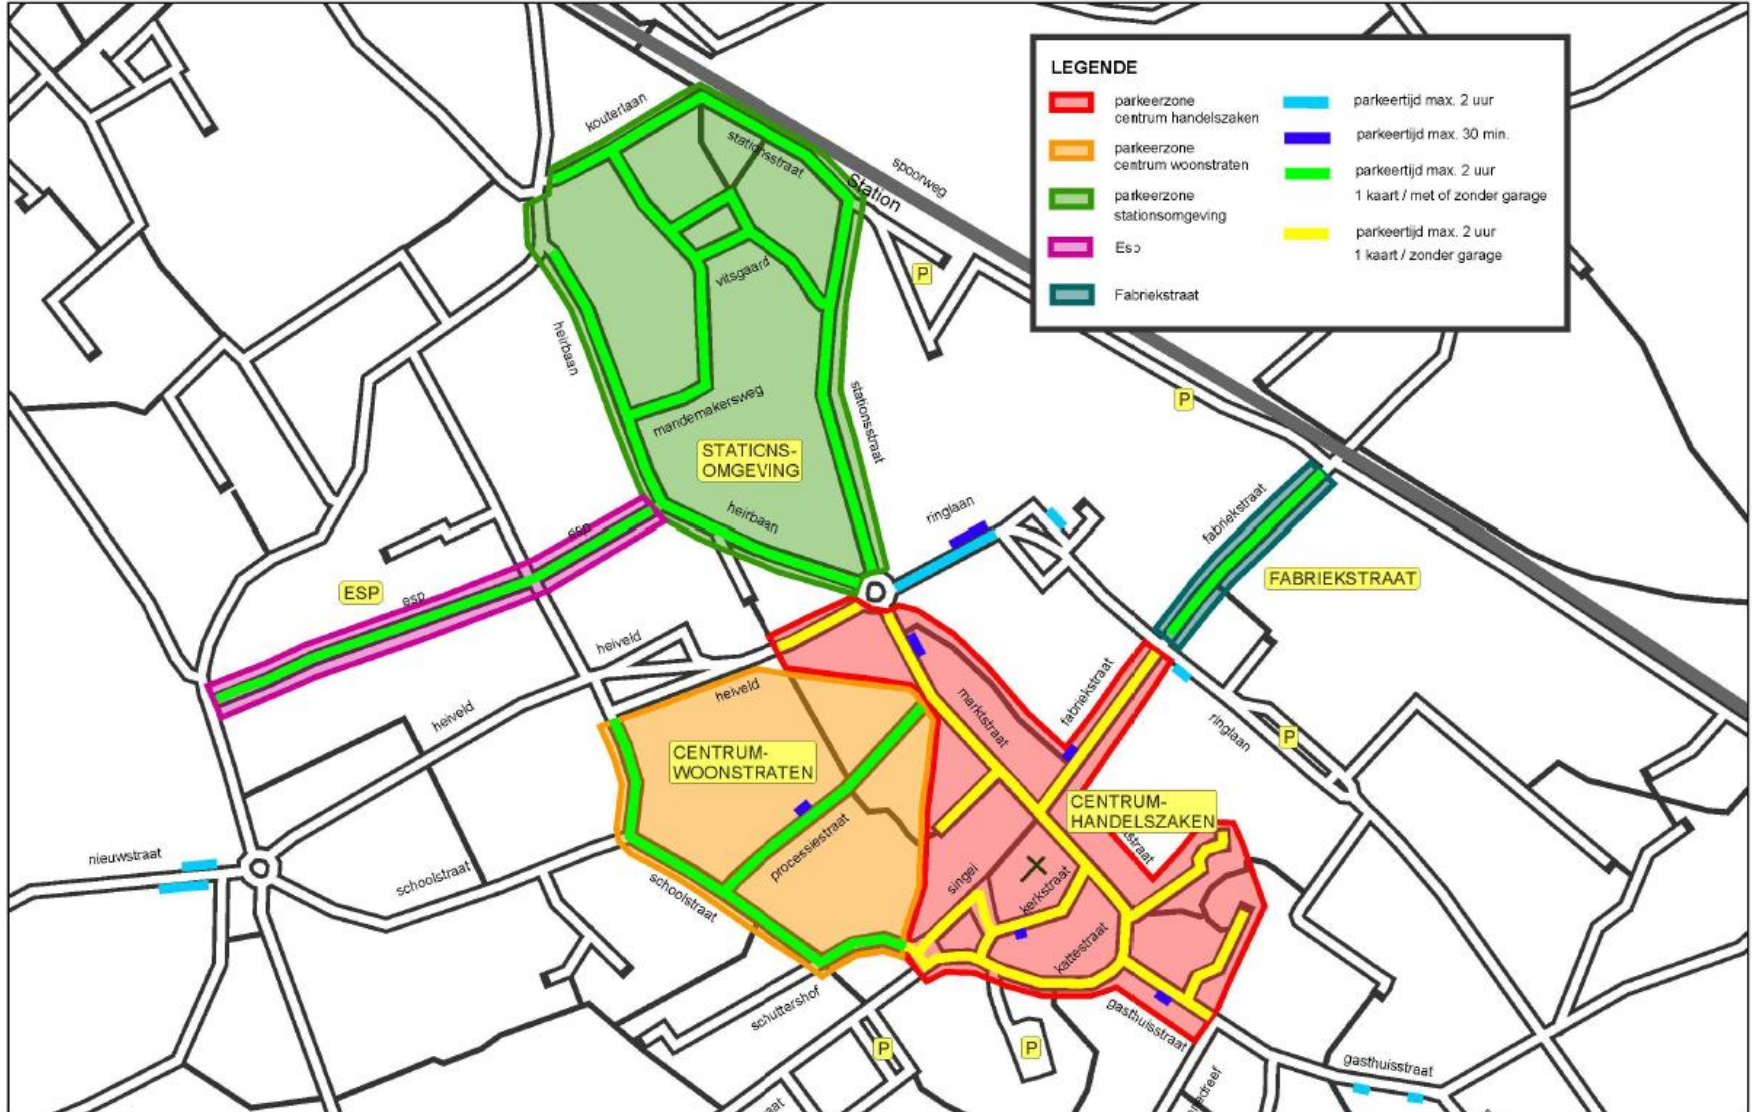 LEGENDE
parkeerzone
centrum handelszaken
parkeerzone
centrum woonstraten
parkeerzone
stationsomgeving
Esp
Fabriekstraat
parkeertijd max. 2 uur
parkeertijd max. 30 min.
parkeertijd max. 2 uur
1 kaart / met of zonder garage
parkeertijd max. 2 uur
1 kaart / zonder garage
kouterlaan
stationsstraat
Station
spoorweg
P
vitsgaard
heirbaan
mandemakersweg
stationsstraat
P
STATIONS-
OMGEVING
heirbaan
ringlaan
fabriekstraat
FABRIEKSTRAAT
esp
ESP
esp
heiveld
heiveld
heiveld
marktstraat
fabriekstraat
ringlaan
P
CENTRUM-
WOONSTRATEN
CENTRUM-
HANDELSZAKEN
nieuwstraat
schoolstraat
processiestraat
schoolstraat
singel
kerkstraat
kattestraat
schuttershof
gasthuisstraat
P
P
gasthuisstraat